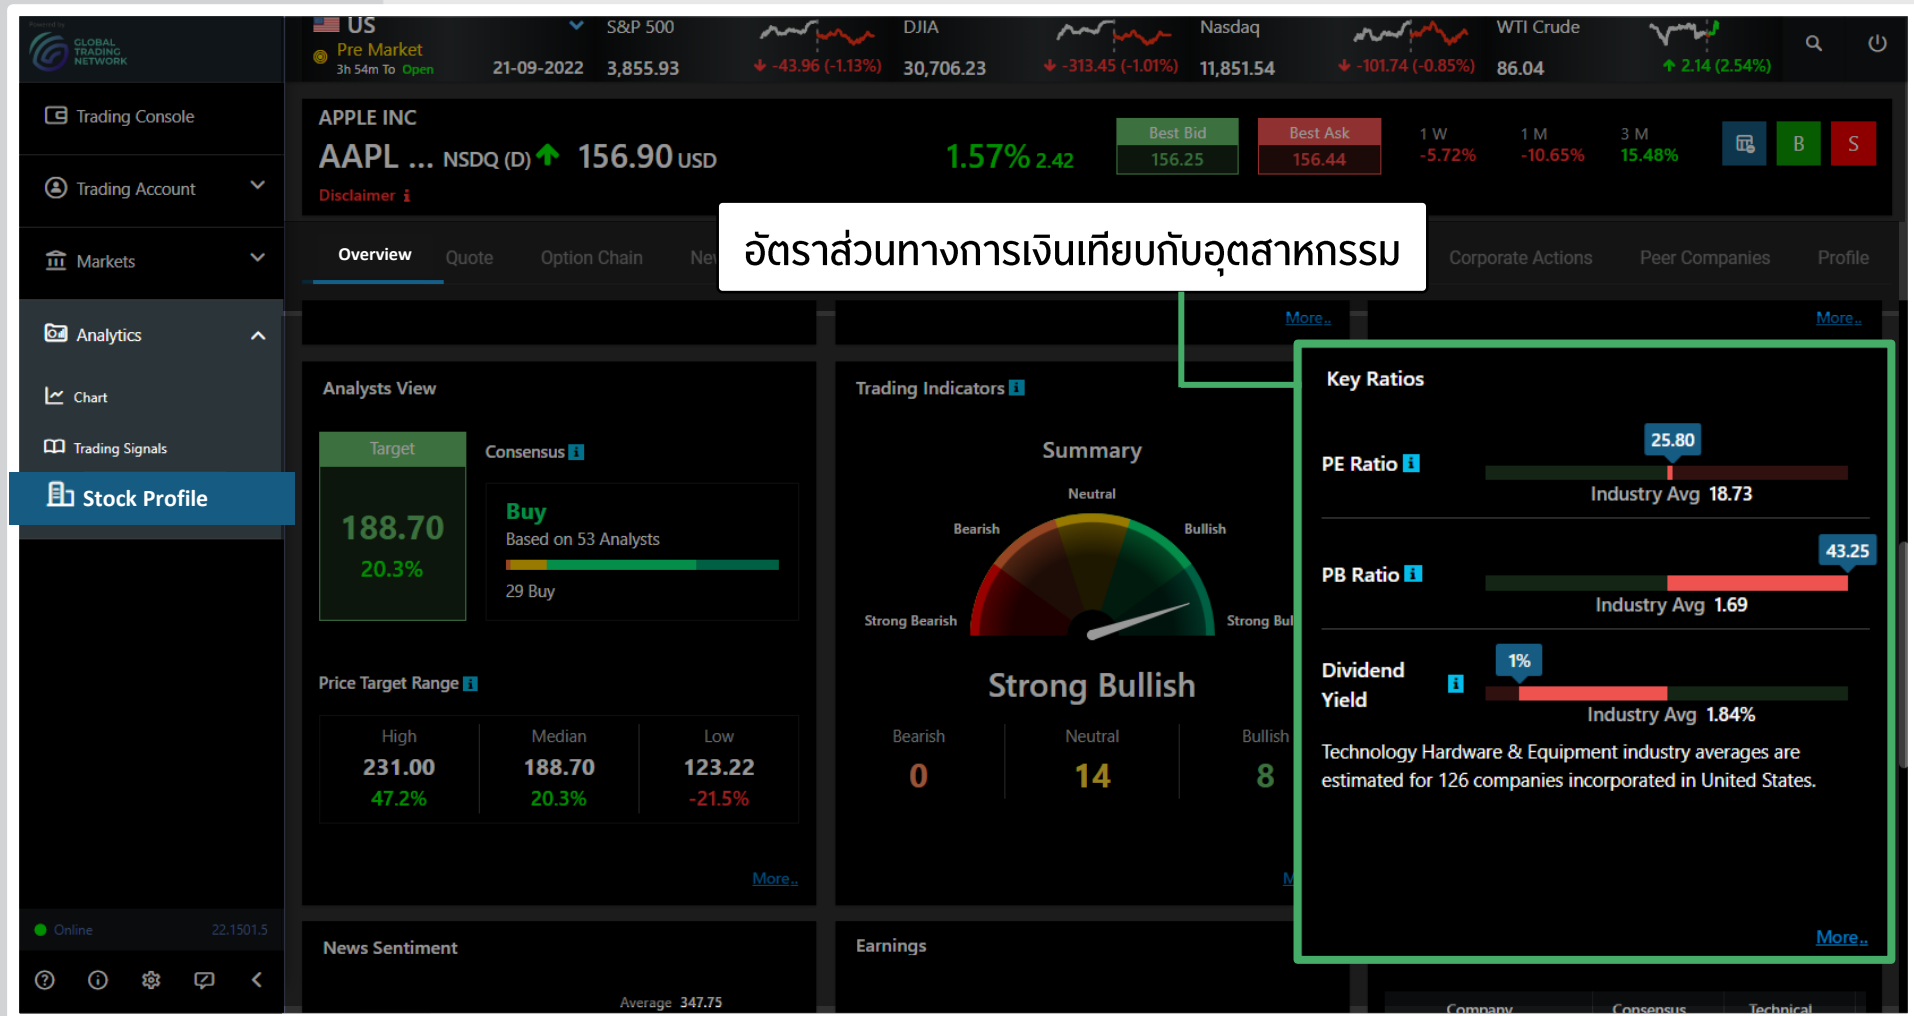 Powered by
GLOBAL
TRADING
NETWORK
US
Pre Market
3h 54m To Open
21-09-2022
S&P 500
3,855.93
-43.96 (-1.13%)
DJIA
30,706.23
-313.45 (-1.01%)
Nasdaq
11,851.54
-101.74 (-0.85%)
WTI Crude
86.04
2.14 (2.54%)
Trading Console
Trading Account
Markets
Analytics
Chart
Trading Signals
Stock Profile
Online 22.1501.5
APPLE INC
AAPL ... NSDQ (D) 156.90 USD
Disclaimer
1.57% 2.42
Best Bid
156.25
Best Ask
156.44
1 W
-5.72%
1 M
-10.65%
3 M
15.48%
B
S
อัตราส่วนทางการเงินเทียบกับอุตสาหกรรม
Overview Quote Option Chain Corporate Actions Peer Companies Profile
More..
More..
Analysts View
Target
188.70
20.3%
Consensus
Buy
Based on 53 Analysts
29 Buy
Price Target Range
High
231.00
47.2%
Median
188.70
20.3%
Low
123.22
-21.5%
More..
Trading Indicators
Summary
Neutral
Bearish
Bullish
Strong Bearish
Strong Bul
Strong Bullish
Bearish
0
Neutral
14
Bullish
8
Key Ratios
25.80
PE Ratio
Industry Avg 18.73
43.25
PB Ratio
Industry Avg 1.69
1%
Dividend
Yield
Industry Avg 1.84%
Technology Hardware & Equipment industry averages are
estimated for 126 companies incorporated in United States.
More..
News Sentiment
Average 347.75
Earnings
Company Consensus Technical